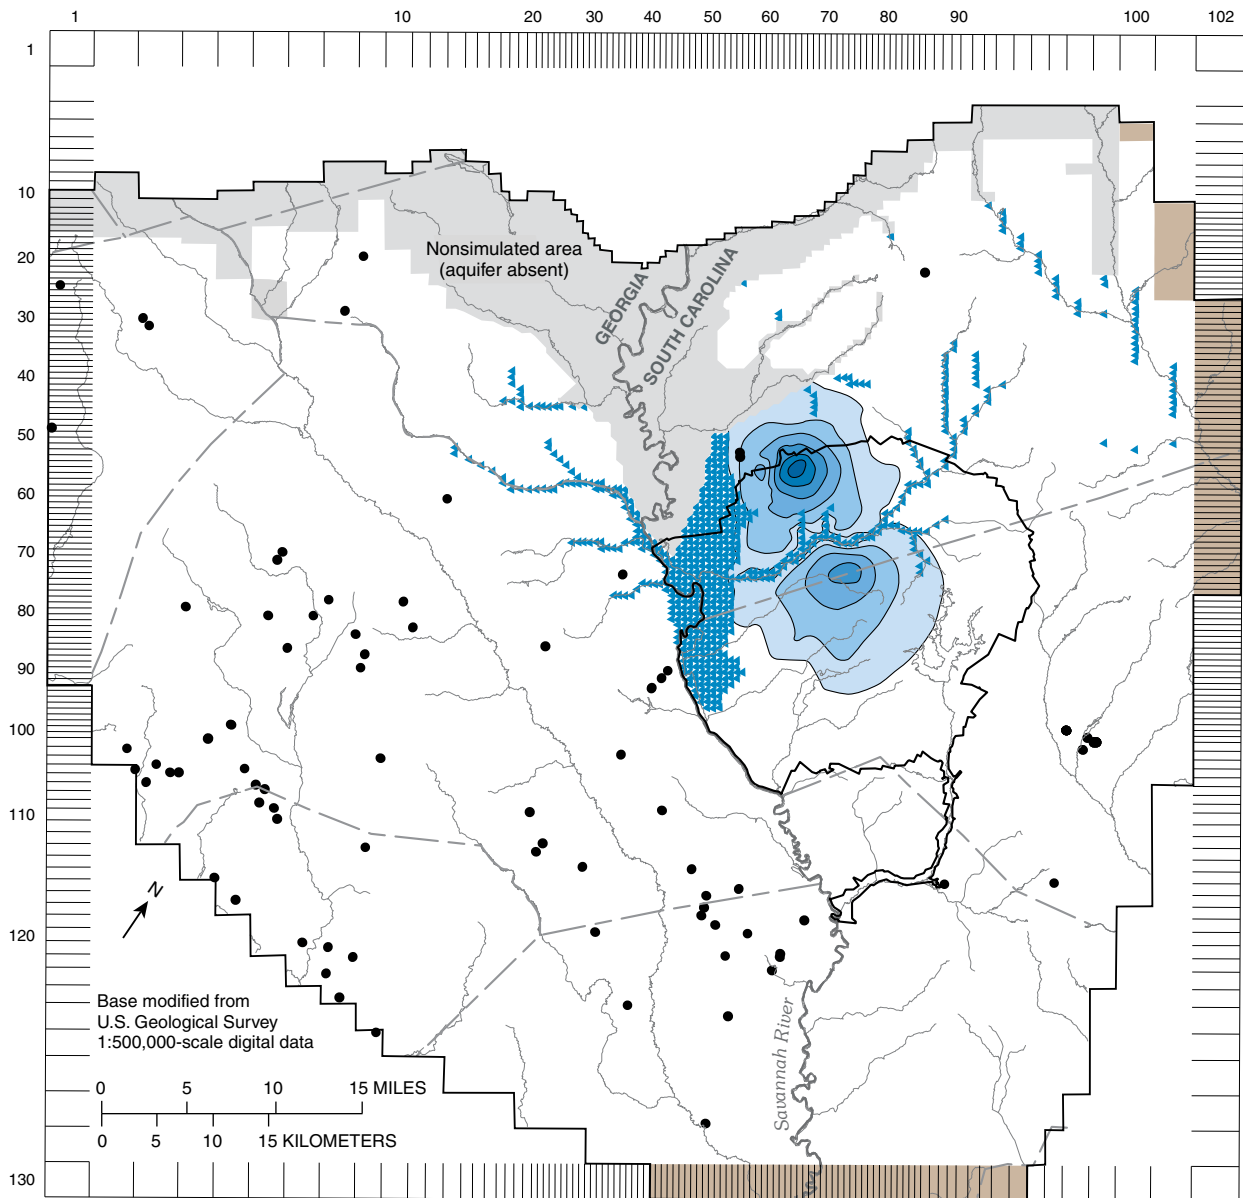 1 10 20 30 40 50 60 70 80 90 100 102
1
10
20
30
40
50
60
70
80
90
100
110
120
130
Nonsimulated area
(aquifer absent)
GEORGIA
SOUTH CAROLINA
N
Savannah River
Base modified from
U.S. Geological Survey
1:500,000-scale digital data
0 5 10 15 MILES
0 5 10 15 KILOMETERS